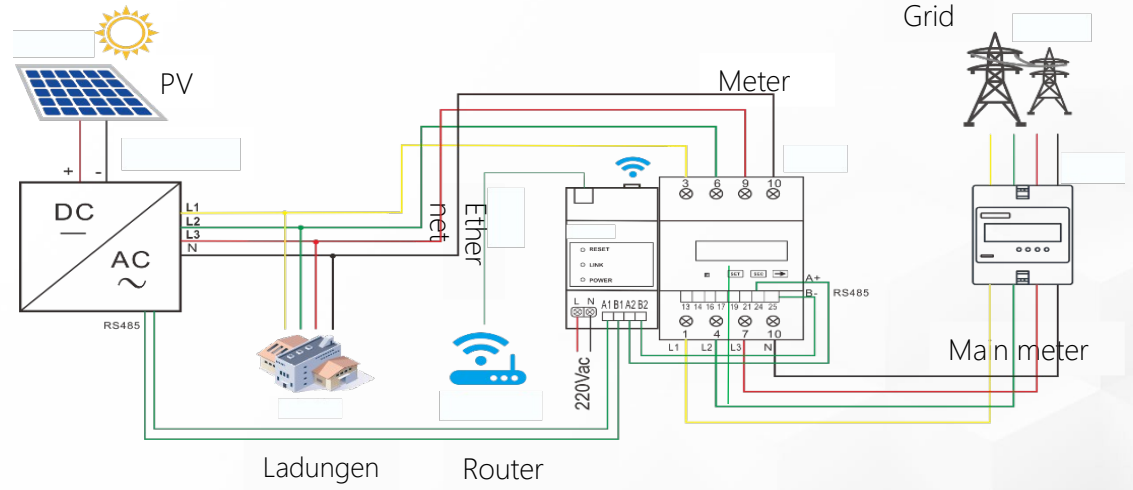 Grid
PV
Meter
+ -
3 6 9 10
DC
L1
L2
L3
N
AC
Ether
net
RESET
LINK
POWER
SET SEC
A+
B-
RS485
L N A1 B1 A2 B2
13 14 16 17 19 21 24 25
1 4 7 10
L1 L2 L3 N
RS485
220Vac
Main meter
Ladungen
Router